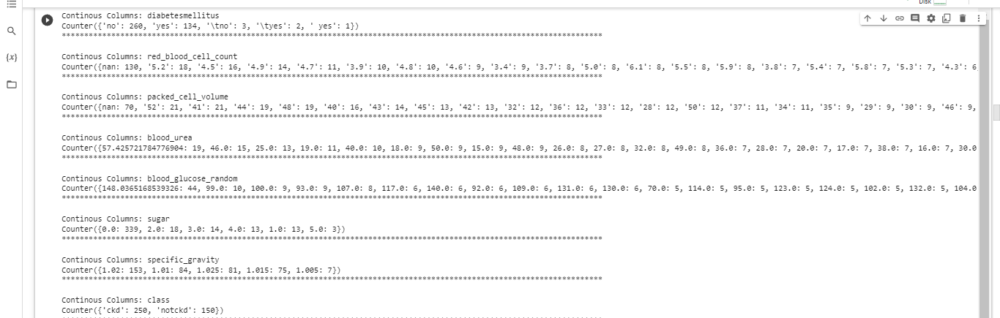 Disk
Continous Columns: diabetesmellitus
Counter({'no': 260, 'yes': 134, '\tno': 3, '\tyes': 2, ' yes': 1})
************************************************************************************************************************
Continous Columns: red_blood_cell_count
Counter({nan: 130, '5.2': 18, '4.5': 16, '4.9': 14, '4.7': 11, '3.9': 10, '4.8': 10, '4.6': 9, '3.4': 9, '3.7': 8, '5.0': 8, '6.1': 8, '5.5': 8, '5.9': 8, '3.8': 7, '5.4': 7, '5.8': 7, '5.3': 7, '4.3': 6,
************************************************************************************************************************
Continous Columns: packed_cell_volume
Counter({nan: 70, '52': 21, '41': 21, '44': 19, '48': 19, '40': 16, '43': 14, '45': 13, '42': 13, '32': 12, '36': 12, '33': 12, '28': 12, '50': 12, '37': 11, '34': 11, '35': 9, '29': 9, '30': 9, '46': 9,
************************************************************************************************************************
Continous Columns: blood_urea
Counter({57.425721784776904: 19, 46.0: 15, 25.0: 13, 19.0: 11, 40.0: 10, 18.0: 9, 50.0: 9, 15.0: 9, 48.0: 9, 26.0: 8, 27.0: 8, 32.0: 8, 49.0: 8, 36.0: 7, 28.0: 7, 20.0: 7, 17.0: 7, 38.0: 7, 16.0: 7, 30.0
************************************************************************************************************************
Continous Columns: blood_glucose_random
Counter({148.0365168539326: 44, 99.0: 10, 100.0: 9, 93.0: 9, 107.0: 8, 117.0: 6, 140.0: 6, 92.0: 6, 109.0: 6, 131.0: 6, 130.0: 6, 70.0: 5, 114.0: 5, 95.0: 5, 123.0: 5, 124.0: 5, 102.0: 5, 132.0: 5, 104.0
************************************************************************************************************************
Continous Columns: sugar
Counter({0.0: 339, 2.0: 18, 3.0: 14, 4.0: 13, 1.0: 13, 5.0: 3})
************************************************************************************************************************
Continous Columns: specific_gravity
Counter({1.02: 153, 1.01: 84, 1.025: 81, 1.015: 75, 1.005: 7})
************************************************************************************************************************
Continous Columns: class
Counter({'ckd': 250, 'notckd': 150})